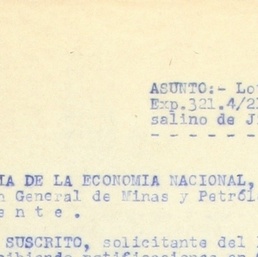 ASUNTO:- Lo
Exp.321.4/2
salino de J
- - - - - -
IA DE LA ECONOMIA NACIONAL,
n General de Minas y Petról
ente.
SUSCRITO, solicitante del